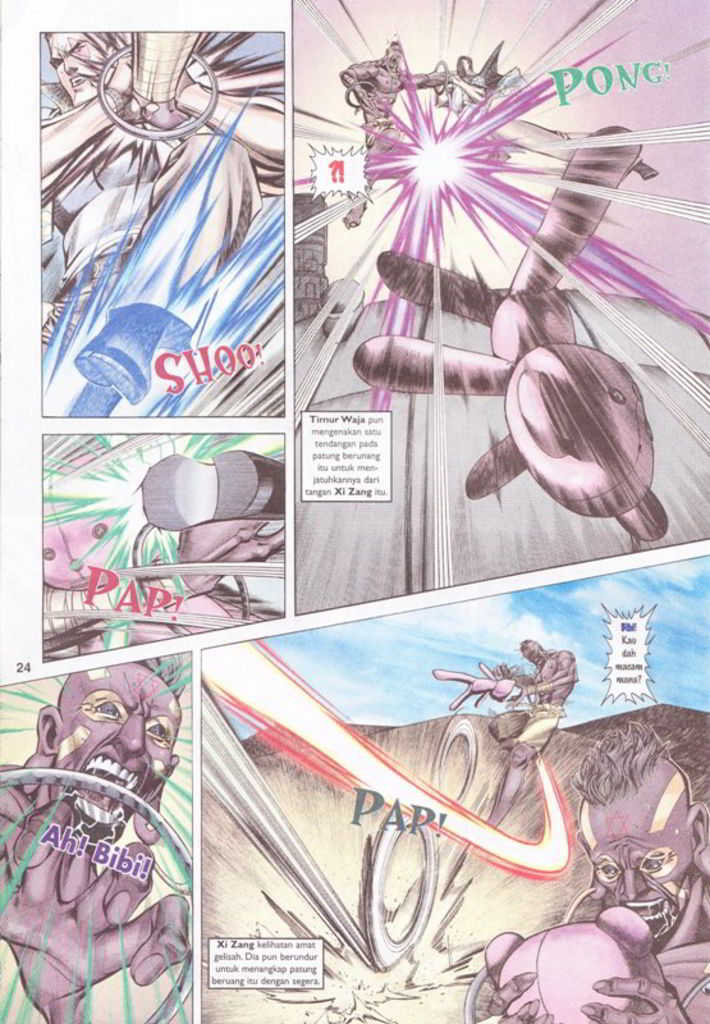 SHOO!
PONG!
?!
Timur Waja pun
mengenakan satu
tendangan pada
patung berunang
itu untuk men-
jatuhkannya dari
tangan Xi Zang itu.
PAP!
24
Ah! Bibi!
PAP!
Kau
dah
macam
mana?
Xi Zang kelihatan amat
gelisah. Dia pun berundur
untuk menangkap patung
beruang itu dengan segera.